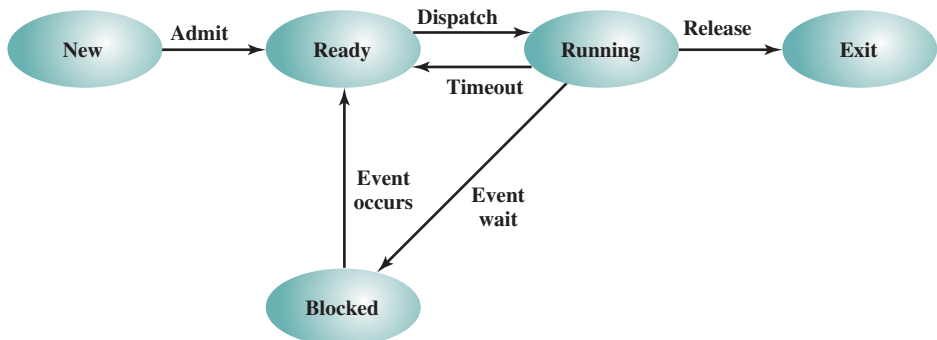 Dispatch
Admit
Release
New
Ready
Running
Exit
Timeout
Event
occurs
Event
wait
Blocked